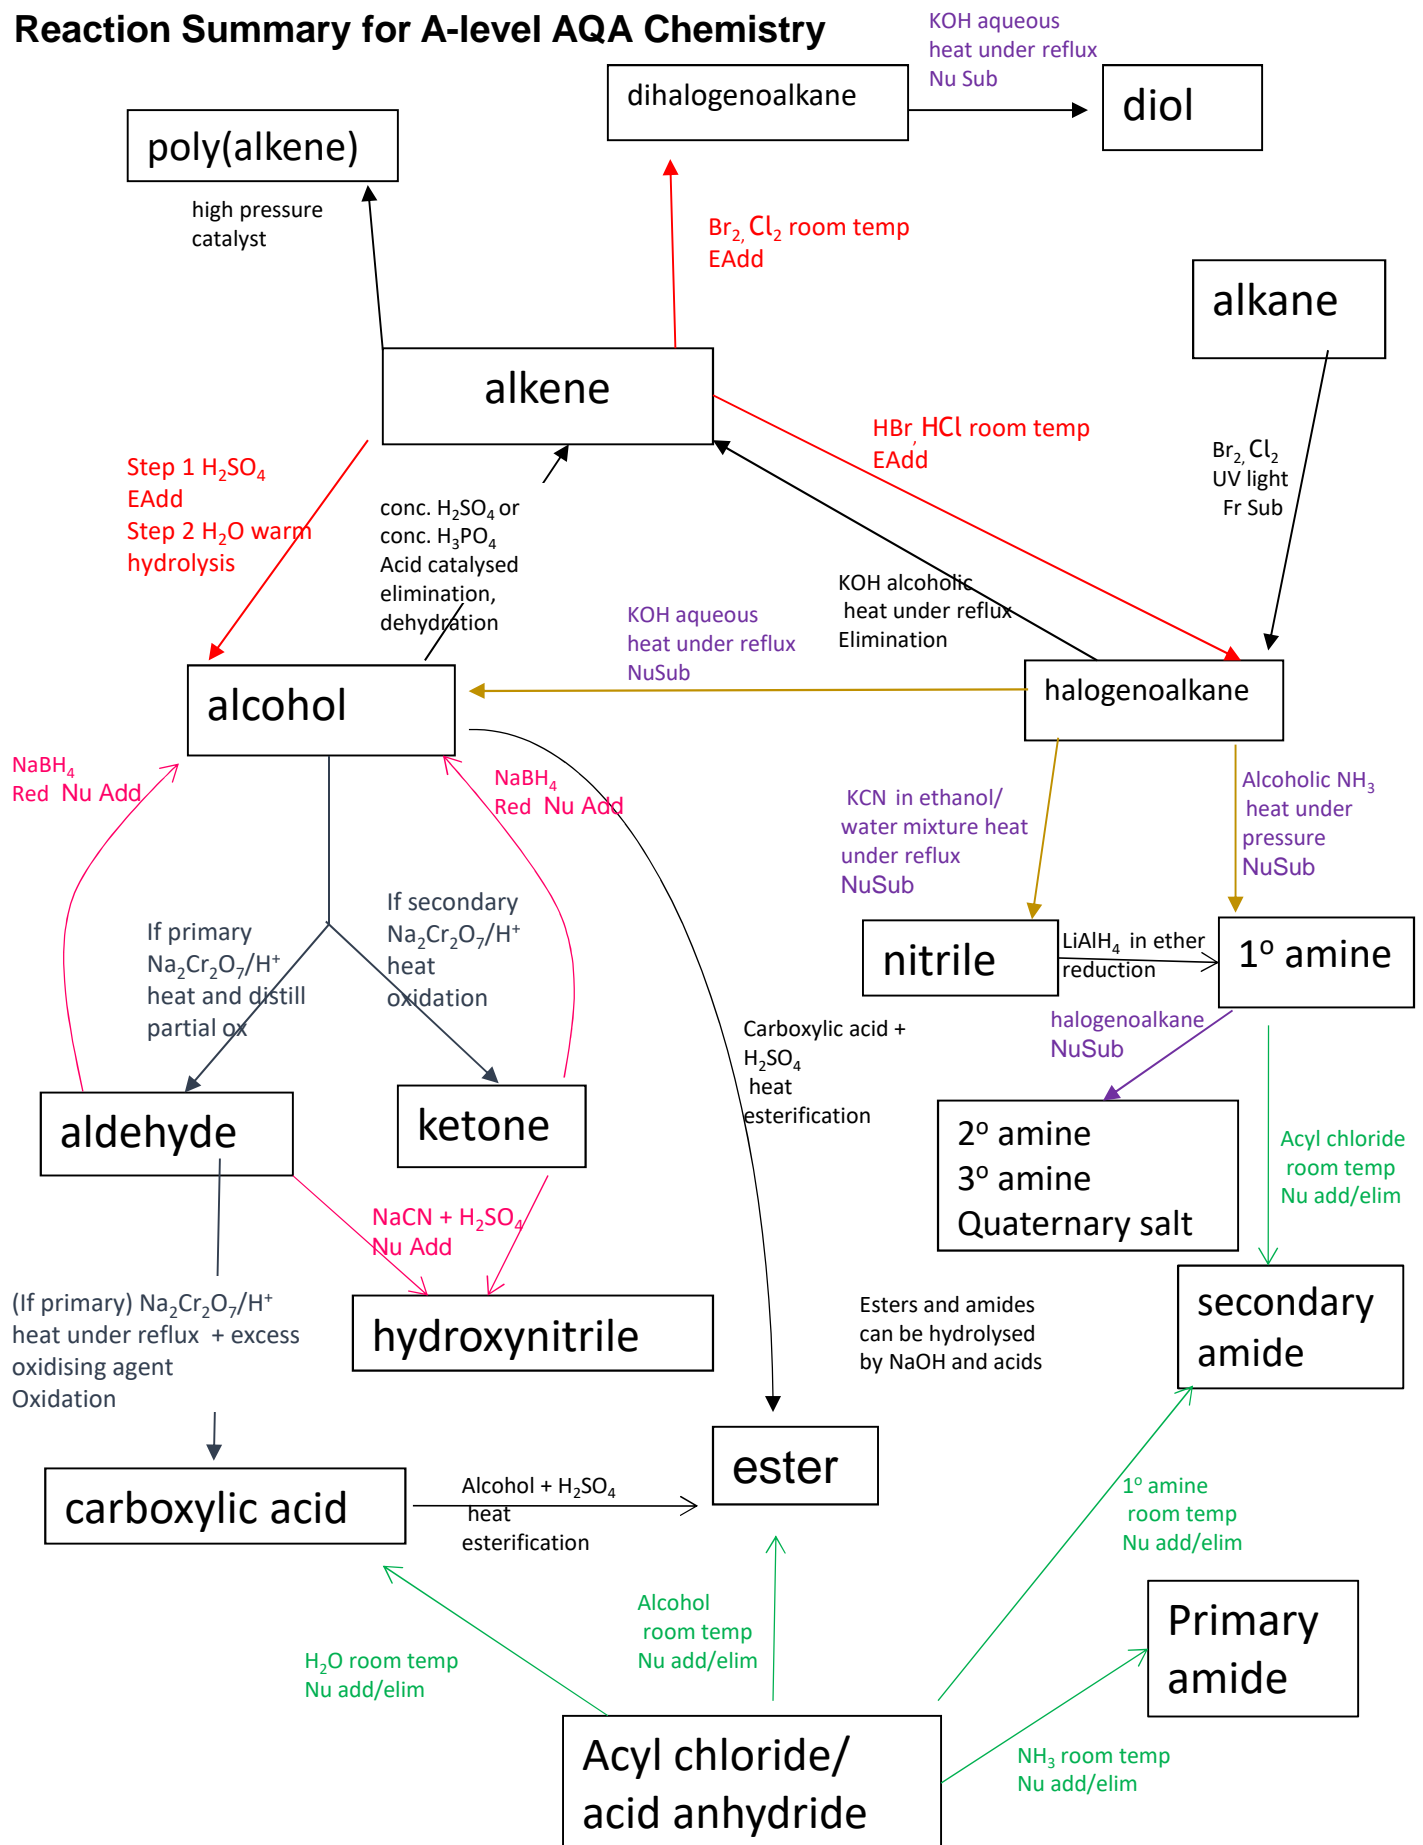 Reaction Summary for A-level AQA Chemistry
KOH aqueous
heat under reflux
Nu Sub
dihalogenoalkane
diol
poly(alkene)
high pressure
catalyst
Br₂, Cl₂ room temp
EAdd
alkane
alkene
HBr, HCl room temp
EAdd
Br₂, Cl₂
UV light
Fr Sub
Step 1 H₂SO₄
EAdd
Step 2 H₂O warm
hydrolysis
conc. H₂SO₄ or
conc. H₃PO₄
Acid catalysed
elimination,
dehydration
KOH alcoholic
heat under reflux
Elimination
KOH aqueous
heat under reflux
NuSub
alcohol
halogenoalkane
NaBH₄
Red Nu Add
NaBH₄
Red Nu Add
KCN in ethanol/
water mixture heat
under reflux
NuSub
Alcoholic NH₃
heat under
pressure
NuSub
If primary
Na₂Cr₂O₇/H⁺
heat and distill
partial ox
If secondary
Na₂Cr₂O₇/H⁺
heat
oxidation
nitrile
LiAlH₄ in ether
reduction
1º amine
halogenoalkane
NuSub
Carboxylic acid +
H₂SO₄
heat
esterification
aldehyde
ketone
2º amine
3º amine
Quaternary salt
Acyl chloride
room temp
Nu add/elim
NaCN + H₂SO₄
Nu Add
(If primary) Na₂Cr₂O₇/H⁺
heat under reflux + excess
oxidising agent
Oxidation
hydroxynitrile
Esters and amides
can be hydrolysed
by NaOH and acids
secondary
amide
carboxylic acid
Alcohol + H₂SO₄
heat
esterification
ester
1º amine
room temp
Nu add/elim
Alcohol
room temp
Nu add/elim
H₂O room temp
Nu add/elim
Primary
amide
Acyl chloride/
acid anhydride
NH₃ room temp
Nu add/elim